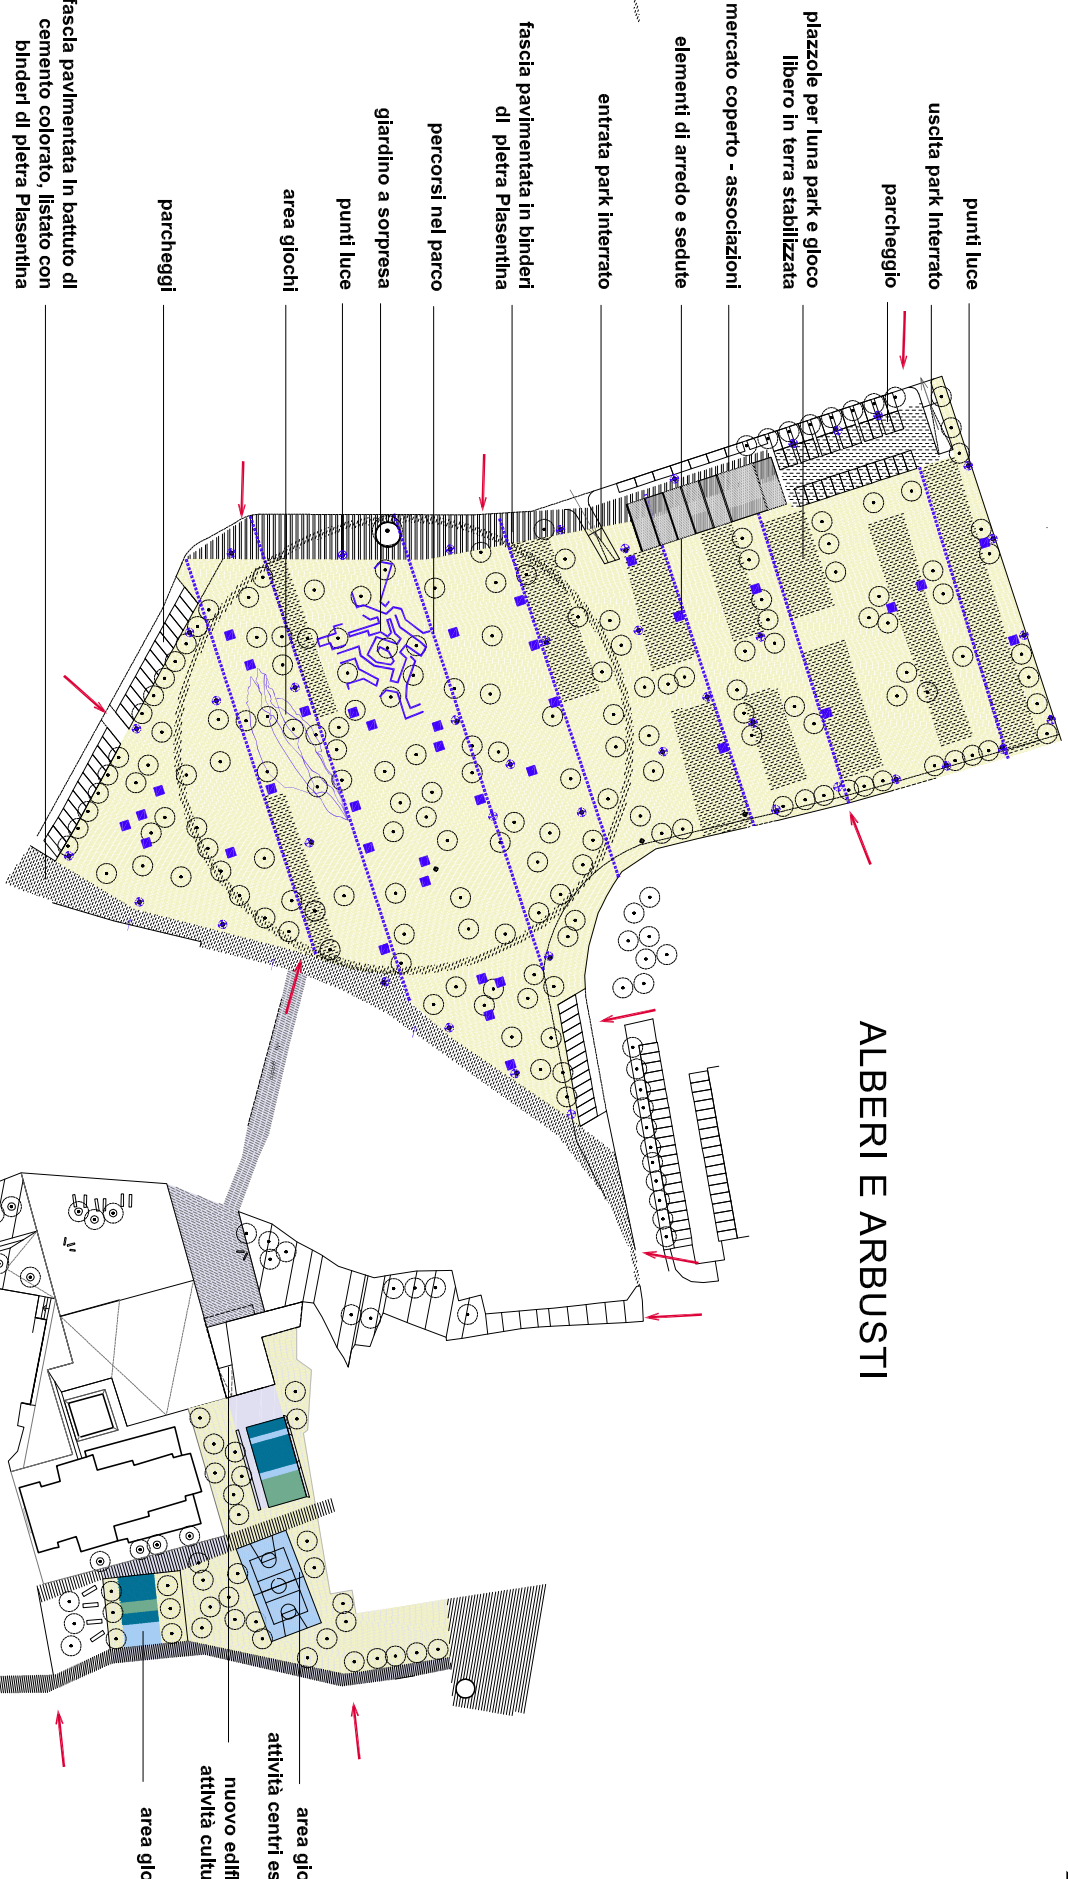 fascia pavimentata in battuto di
cemento colorato, listato con
binderi di pietra Piasentina
parcheggi
area giochi
punti luce
giardino a sorpresa
percorsi nel parco
fascia pavimentata in binderi
di pietra Piasentina
entrata park interrato
elementi di arredo e sedute
mercato coperto - associazioni
piazzole per luna park e gioco
libero in terra stabilizzata
parcheggio
uscita park interrato
punti luce
ALBERI E ARBUSTI
area gio
attività centri es
nuovo edifi
attività cultu
area gio